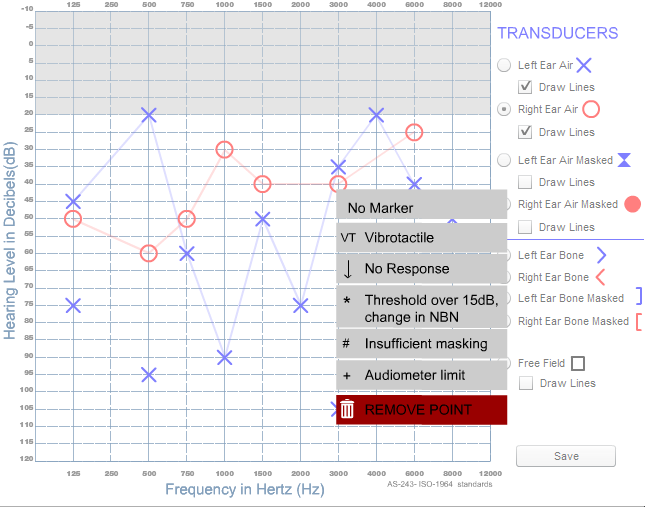 125 250 500 750 1000 1500 2000 3000 4000 6000 8000 12000
-10
-5
0
5
10
15
20
25
30
35
40
45
50
55
60
65
70
75
80
85
90
95
100
105
110
115
120
Hearing Level in Decibels(dB)
125 250 500 750 1000 1500 2000 3000 4000 6000 8000 12000
Frequency in Hertz (Hz)
AS-243- ISO-1964 standards
No Marker
VT Vibrotactile
↓ No Response
* Threshold over 15dB,
change in NBN
# Insufficient masking
+ Audiometer limit
REMOVE POINT
TRANSDUCERS
Left Ear Air
Draw Lines
Right Ear Air
Draw Lines
Left Ear Air Masked
Draw Lines
Right Ear Air Masked
Draw Lines
Left Ear Bone
Right Ear Bone
Left Ear Bone Masked
Right Ear Bone Masked
Free Field
Draw Lines
Save